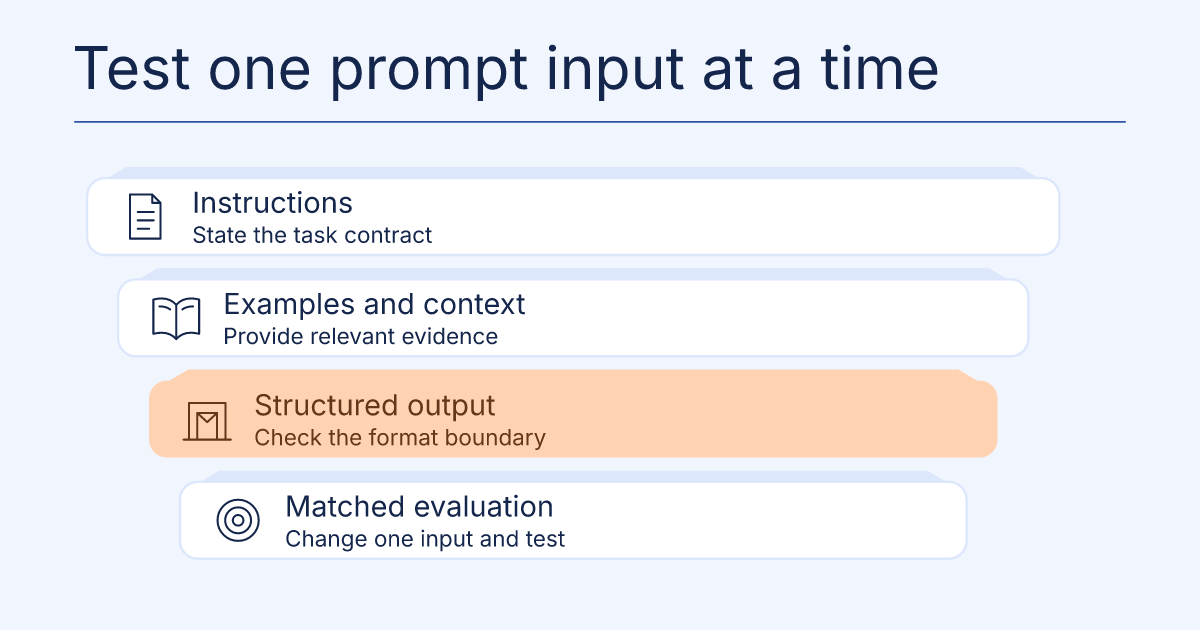 Test one prompt input at a time
Instructions
State the task contract
Examples and context
Provide relevant evidence
Structured output
Check the format boundary
Matched evaluation
Change one input and test